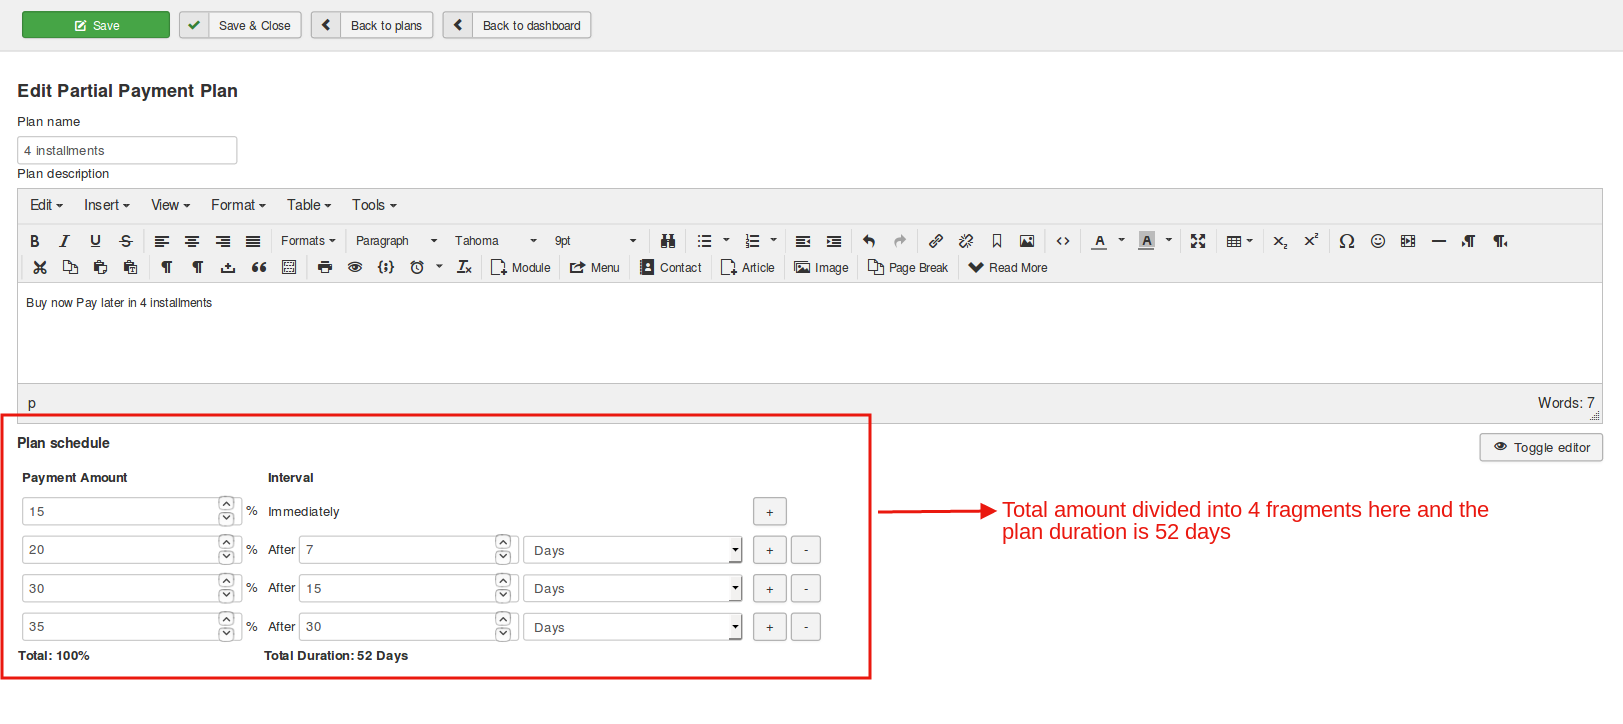 Save Save & Close Back to plans Back to dashboard
Edit Partial Payment Plan
Plan name
4 installments
Plan description
Edit Insert View Format Table Tools
B I U S Formats Paragraph Tahoma 9pt A A X₂ X² Ω
Module Menu Contact Article Image Page Break Read More
Buy now Pay later in 4 installments
p Words: 7
Plan schedule
Toggle editor
Payment Amount Interval
15 % Immediately +
20 % After 7 Days + -
30 % After 15 Days + -
35 % After 30 Days + -
Total: 100% Total Duration: 52 Days
Total amount divided into 4 fragments here and the
plan duration is 52 days